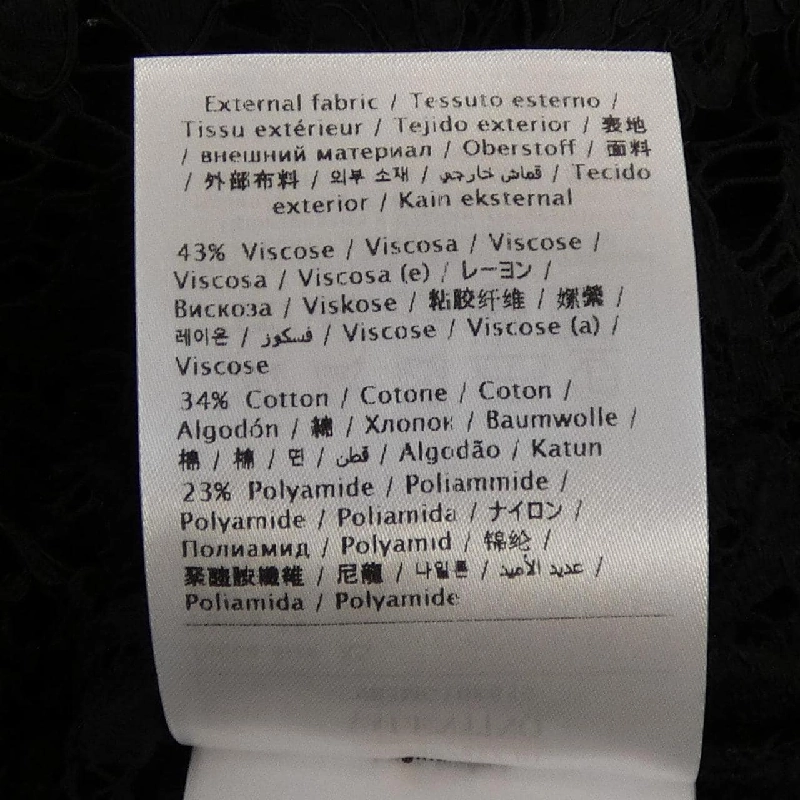 External fabric / Tessuto esterno /
Tissu extérieur / Tejido exterior / 表地
/ внешний материал / Oberstoff / 面料
/ 外部布料 / 외부 소재 / قماش خارجي / Tecido
exterior / Kain eksternal
43% Viscose / Viscosa / Viscose /
Viscosa / Viscosa (e) / レーヨン /
Вискоза / Viskose / 粘胶纤维 / 嫘縈 /
레이온 / فسكوز / Viscose / Viscose (a) /
Viscose
34% Cotton / Cotone / Coton /
Algodón / 綿 / Хлопок / Baumwolle /
棉 / 棉 / 면 / قطن / Algodão / Katun
23% Polyamide / Poliammide /
Polyamide / Poliamida / ナイロン /
Полиамид / Polyamid / 锦纶 /
聚醯胺纖維 / 尼龍 / 나일론 / عديد الأميد /
Poliamida / Polyamide